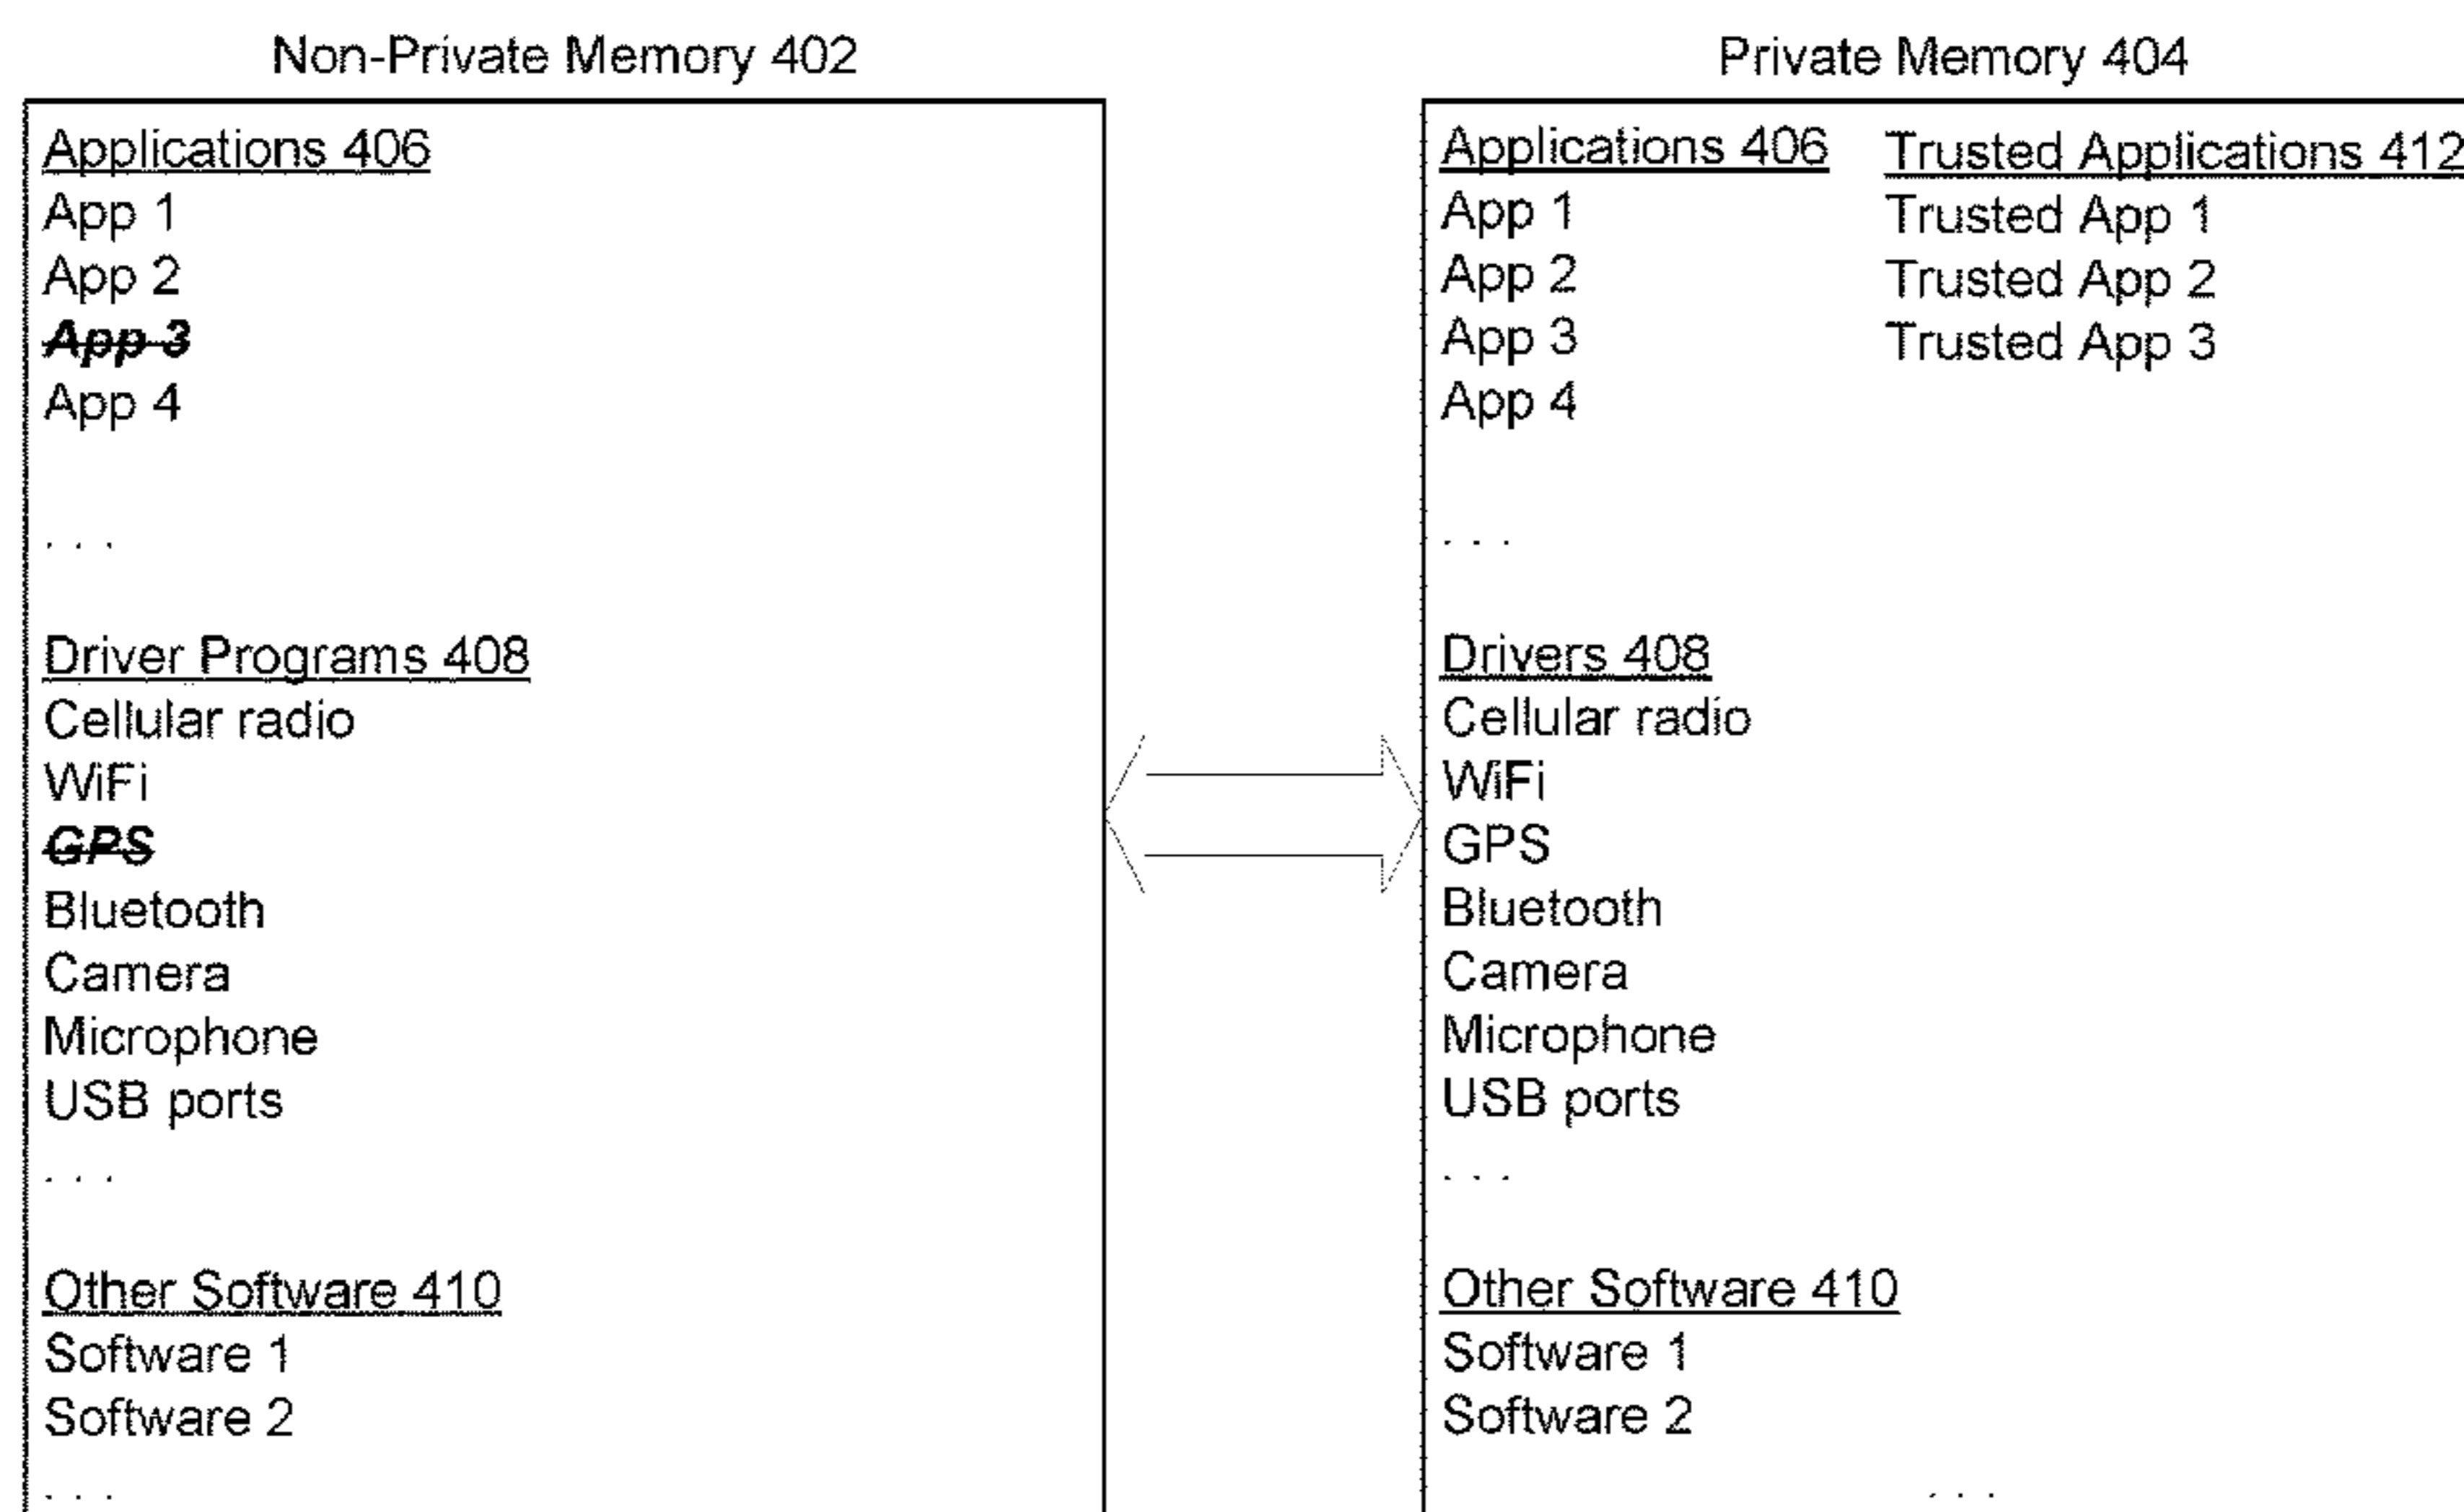 Non-Private Memory 402
Applications 406
App 1
App 2
App 3
App 4
. . .
Driver Programs 408
Cellular radio
WiFi
GPS
Bluetooth
Camera
Microphone
USB ports
. . .
Other Software 410
Software 1
Software 2
. . .
Private Memory 404
Applications 406
App 1
App 2
App 3
App 4
. . .
Trusted Applications 412
Trusted App 1
Trusted App 2
Trusted App 3
Drivers 408
Cellular radio
WiFi
GPS
Bluetooth
Camera
Microphone
USB ports
. . .
Other Software 410
Software 1
Software 2
. . .